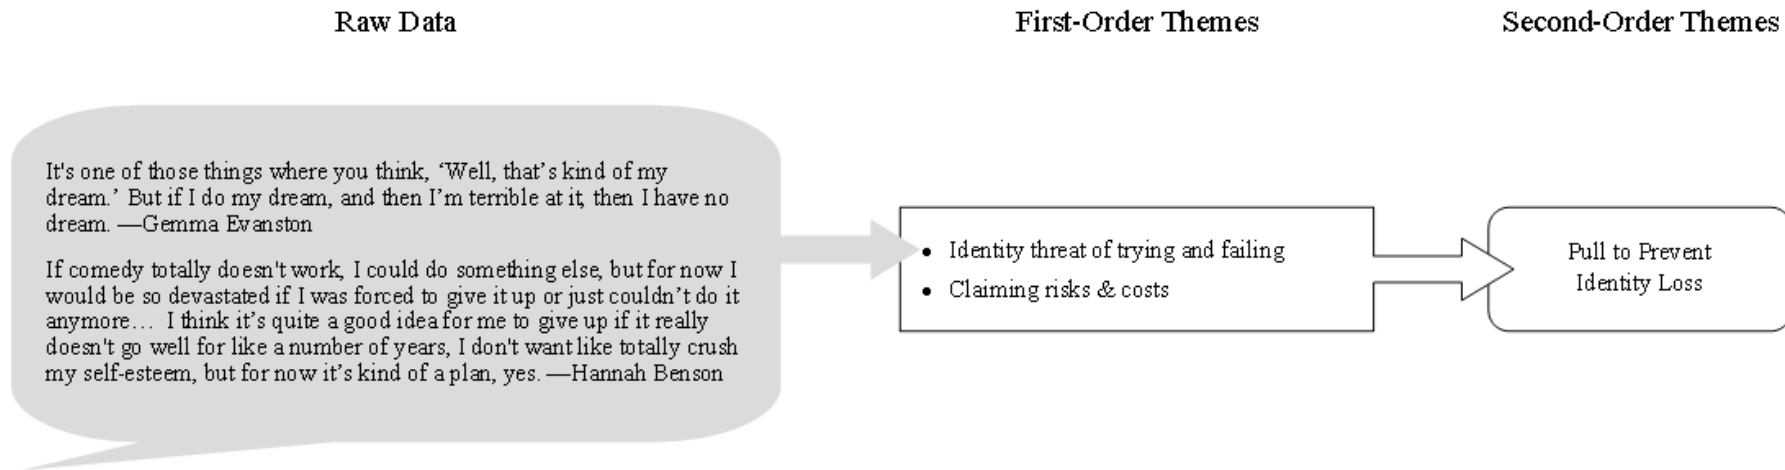 Raw Data
First-Order Themes
Second-Order Themes
It's one of those things where you think, ‘Well, that’s kind of my
dream.’ But if I do my dream, and then I’m terrible at it, then I have no
dream. —Gemma Evanston
If comedy totally doesn't work, I could do something else, but for now I
would be so devastated if I was forced to give it up or just couldn’t do it
anymore… I think it’s quite a good idea for me to give up if it really
doesn't go well for like a number of years, I don't want like totally crush
my self-esteem, but for now it’s kind of a plan, yes. —Hannah Benson
• Identity threat of trying and failing
• Claiming risks & costs
Pull to Prevent
Identity Loss